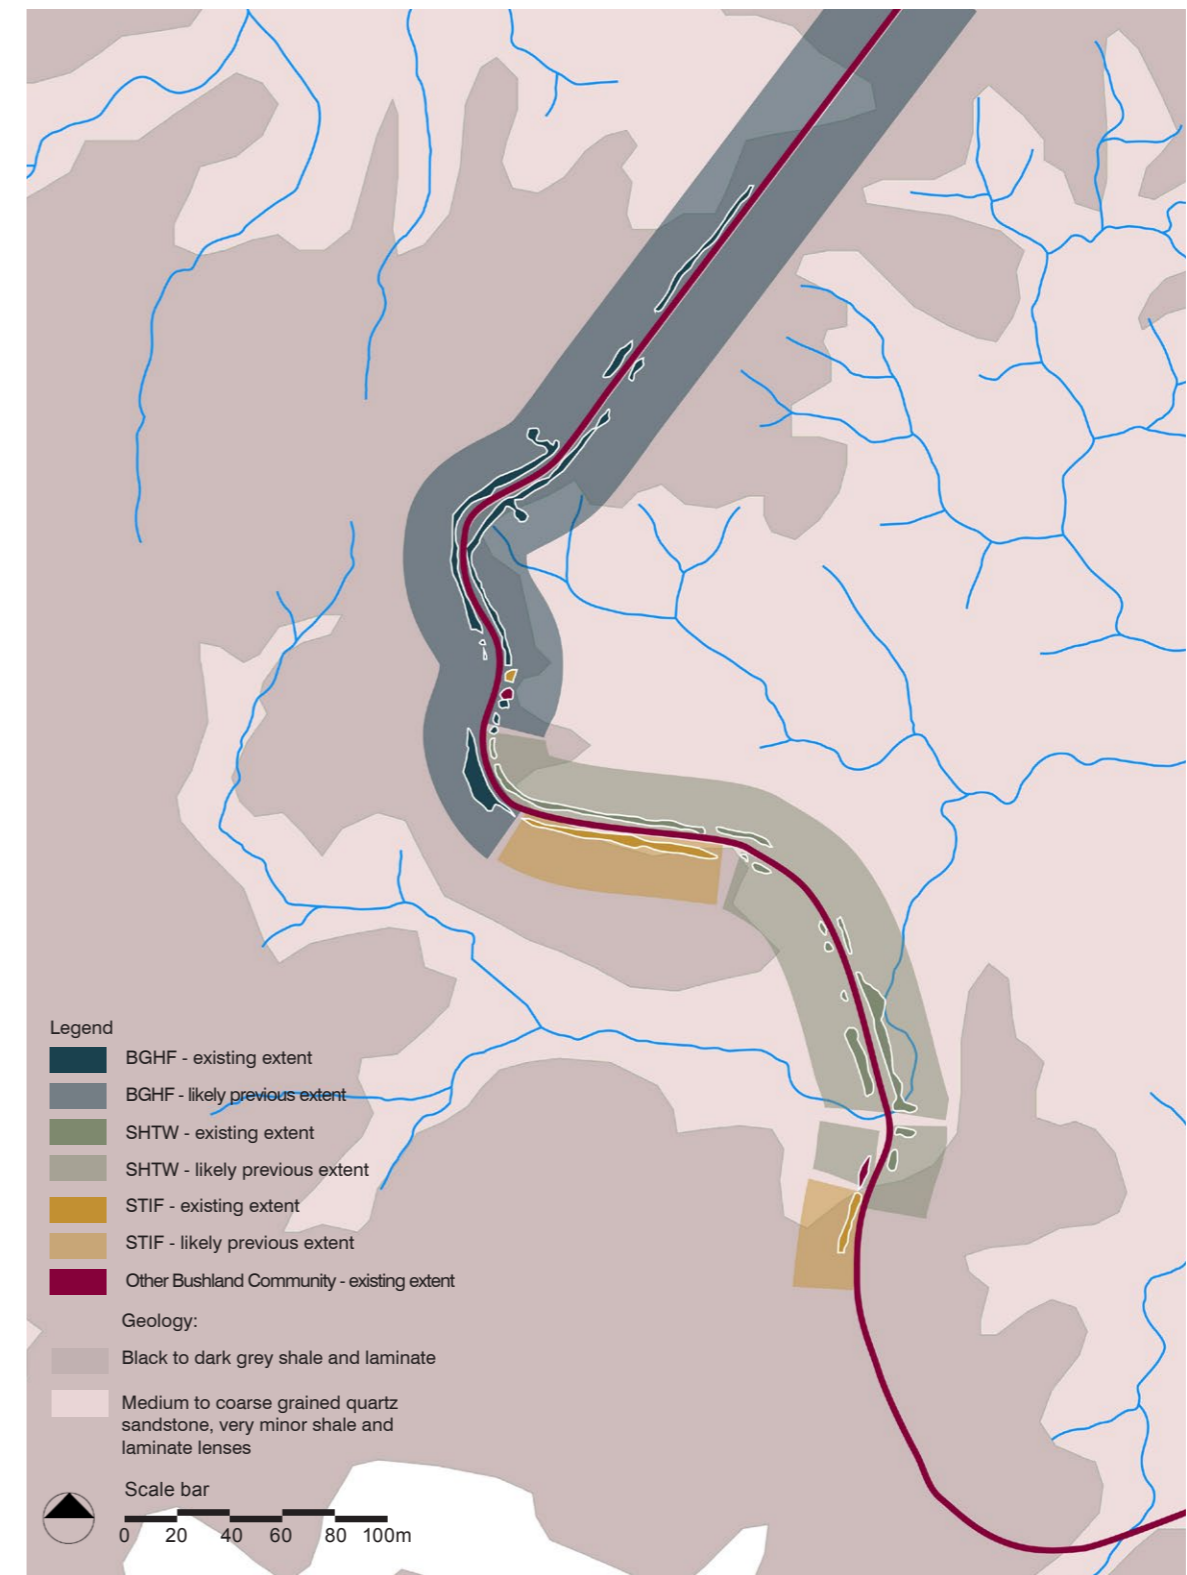 Legend
BGHF - existing extent
BGHF - likely previous extent
SHTW - existing extent
SHTW - likely previous extent
STIF - existing extent
STIF - likely previous extent
Other Bushland Community - existing extent
Geology:
Black to dark grey shale and laminate
Medium to coarse grained quartz
sandstone, very minor shale and
laminate lenses
Scale bar
0 20 40 60 80 100m